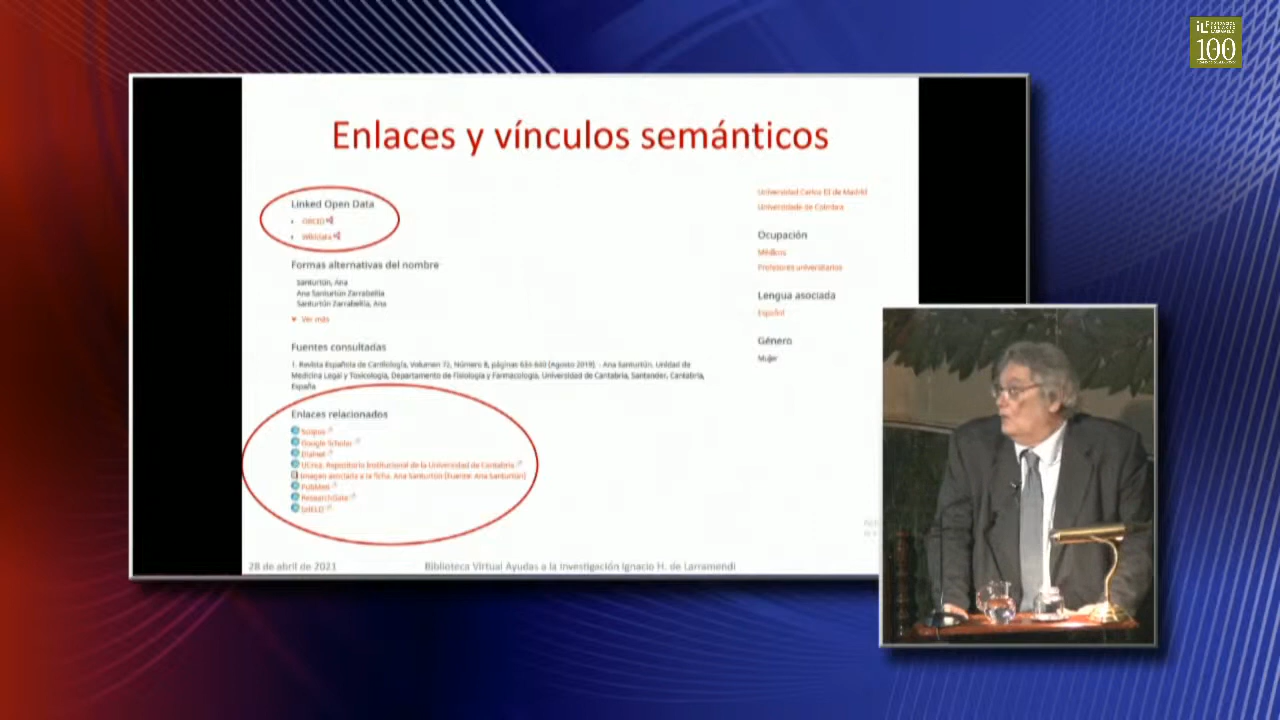 100
Enlaces y vínculos semánticos
Linked Open Data
ORCID
Wikidata
Formas alternativas del nombre
Santurtún, Ana
Ana Santurtún Zarrabeitia
Santurtún Zarrabeitia, Ana
Ver más
Fuentes consultadas
1. Revista Española de Cardiología, Volumen 72, Número 8, páginas (Agosto 2019). - Ana Santurtún. Unidad de
Medicina Legal y Toxicología, Departamento de Fisiología y Farmacología, Universidad de Cantabria, Santander, Cantabria,
España
Enlaces relacionados
Scopus
Google Scholar
Dialnet
UCrea: Repositorio Institucional de la Universidad de Cantabria
Imagen asociada a la ficha. Ana Santurtún (Fuente: Ana Santurtún)
PubMed
ResearchGate
SciELO
Universidad Carlos III de Madrid
Universidade de Coimbra
Ocupación
Médicos
Profesores universitarios
Lengua asociada
Español
Género
Mujer
28 de abril de 2021
Biblioteca Virtual Ayudas a la Investigación Ignacio H. de Larramendi